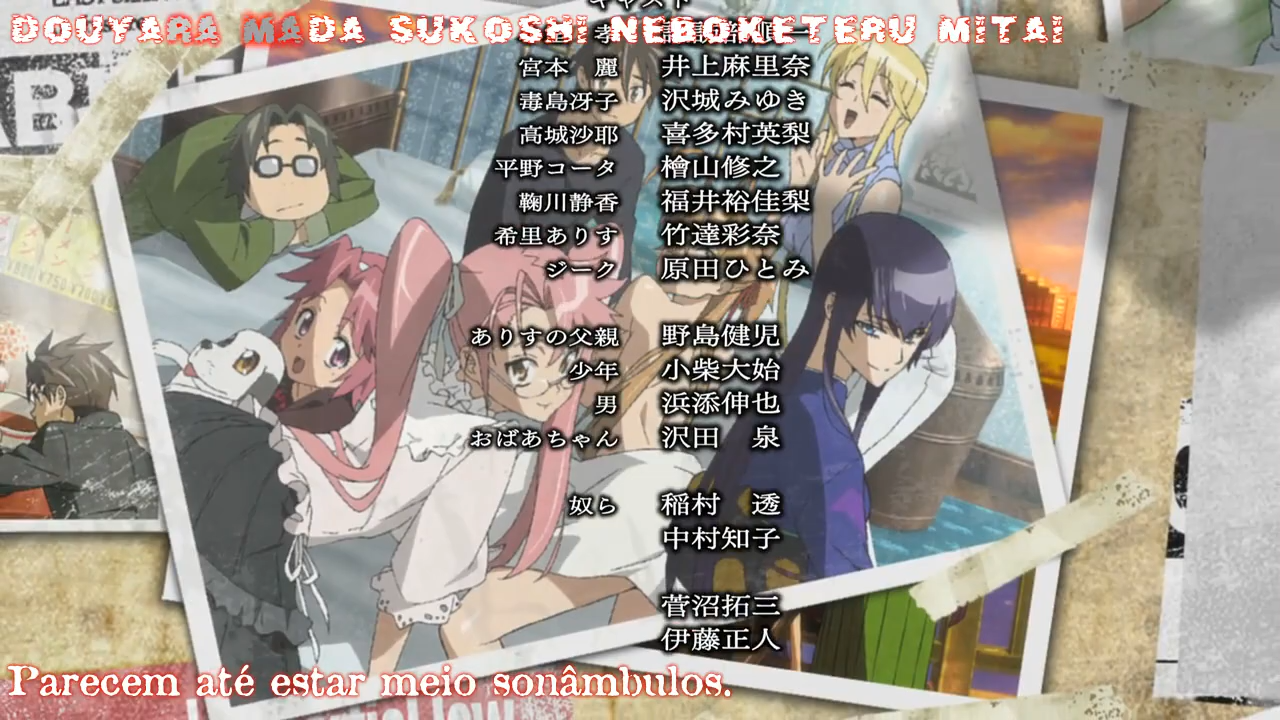 DOUYARA MADA SUKOSHI NEBOKETERU MITAI
キャスト
宮本　麗　井上麻里奈
毒島冴子　沢城みゆき
高城沙耶　喜多村英梨
平野コータ　檜山修之
鞠川静香　福井裕佳梨
希里ありす　竹達彩奈
ジーク　原田ひとみ
ありすの父親　野島健児
少年　小柴大始
男　浜添伸也
おばあちゃん　沢田　泉
奴ら　稲村　透
中村知子
菅沼拓三
伊藤正人
Parecem até estar meio sonâmbulos.